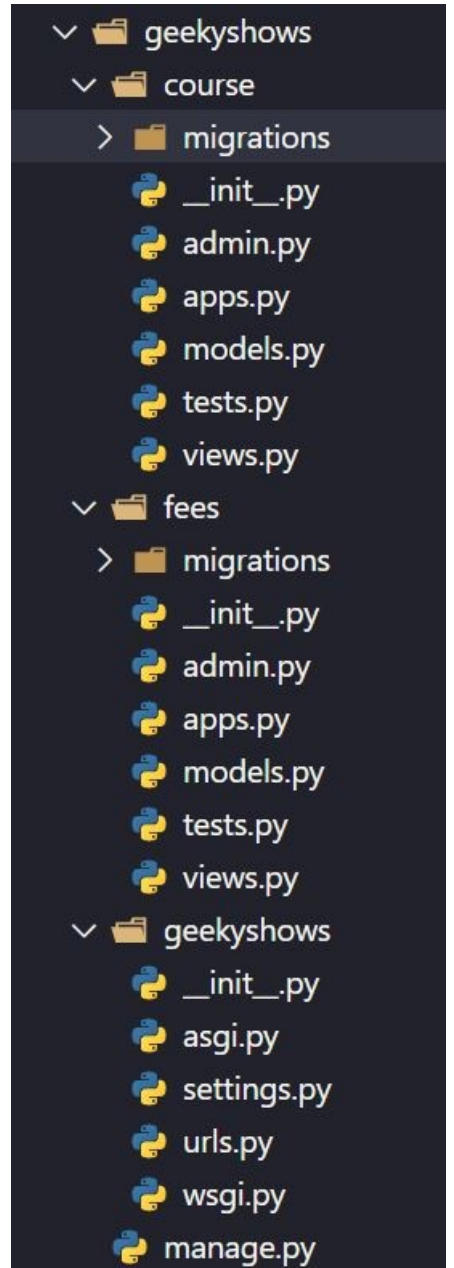 geekyshows
course
migrations
__init__.py
admin.py
apps.py
models.py
tests.py
views.py
fees
migrations
__init__.py
admin.py
apps.py
models.py
tests.py
views.py
geekyshows
__init__.py
asgi.py
settings.py
urls.py
wsgi.py
manage.py